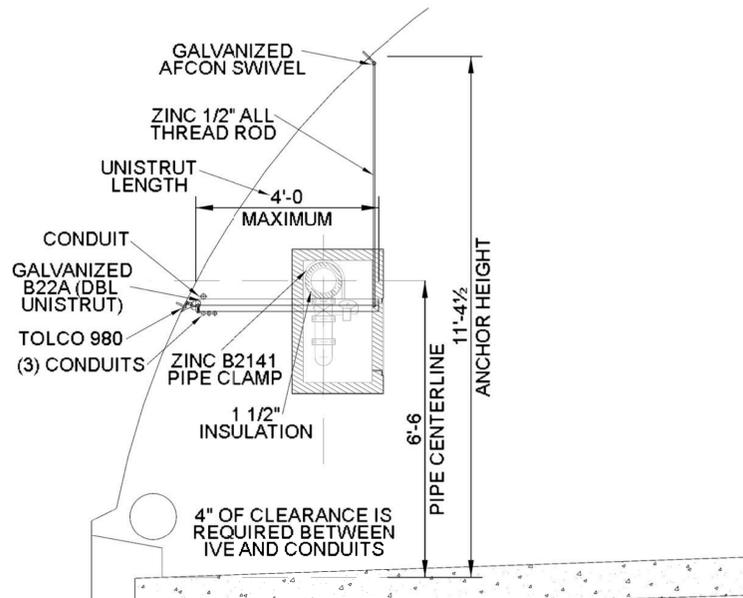 GALVANIZED
AFCON SWIVEL
ZINC 1/2" ALL
THREAD ROD
UNISTRUT
LENGTH
4'-0
MAXIMUM
CONDUIT
GALVANIZED
B22A (DBL
UNISTRUT)
TOLCO 980
(3) CONDUITS
ZINC B2141
PIPE CLAMP
1 1/2"
INSULATION
6'-6
PIPE CENTERLINE
11'-4½
ANCHOR HEIGHT
4" OF CLEARANCE IS
REQUIRED BETWEEN
IVE AND CONDUITS